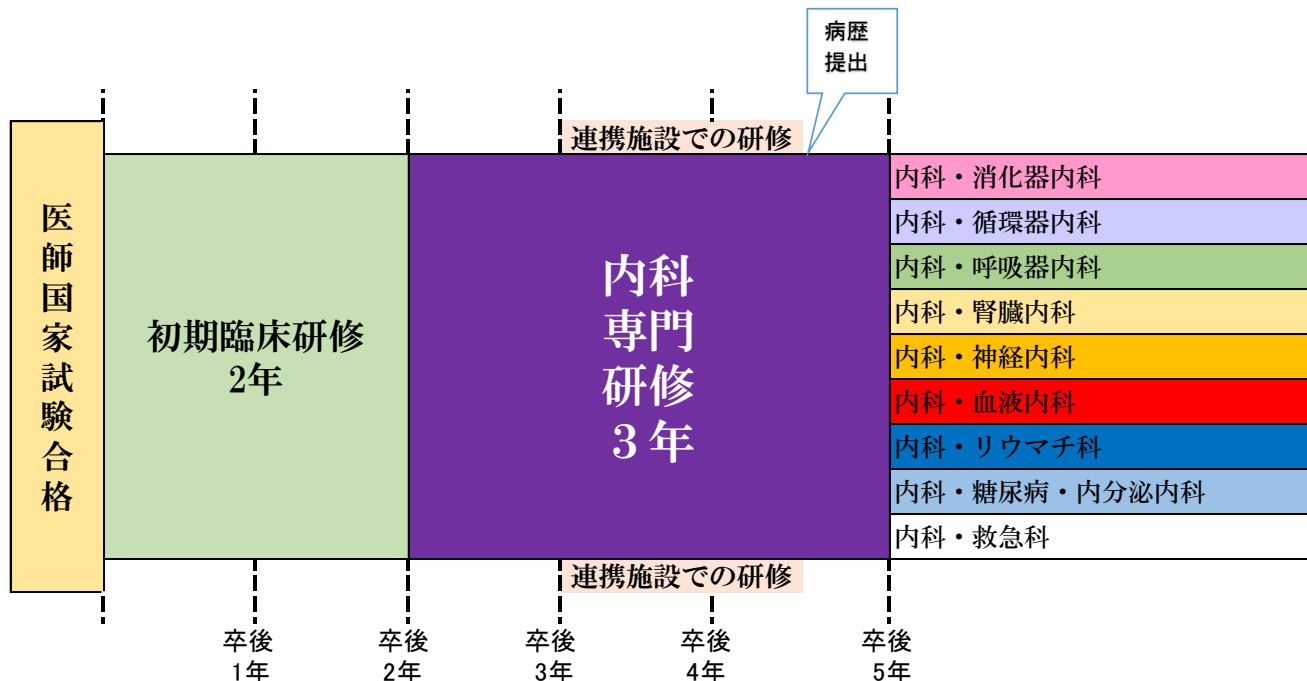 病歴
提出
連携施設での研修
医師国家試験合格
初期臨床研修
2年
内科
専門
研修
３年
内科・消化器内科
内科・循環器内科
内科・呼吸器内科
内科・腎臓内科
内科・神経内科
内科・血液内科
内科・リウマチ科
内科・糖尿病・内分泌内科
内科・救急科
連携施設での研修
卒後
1年
卒後
2年
卒後
3年
卒後
4年
卒後
5年